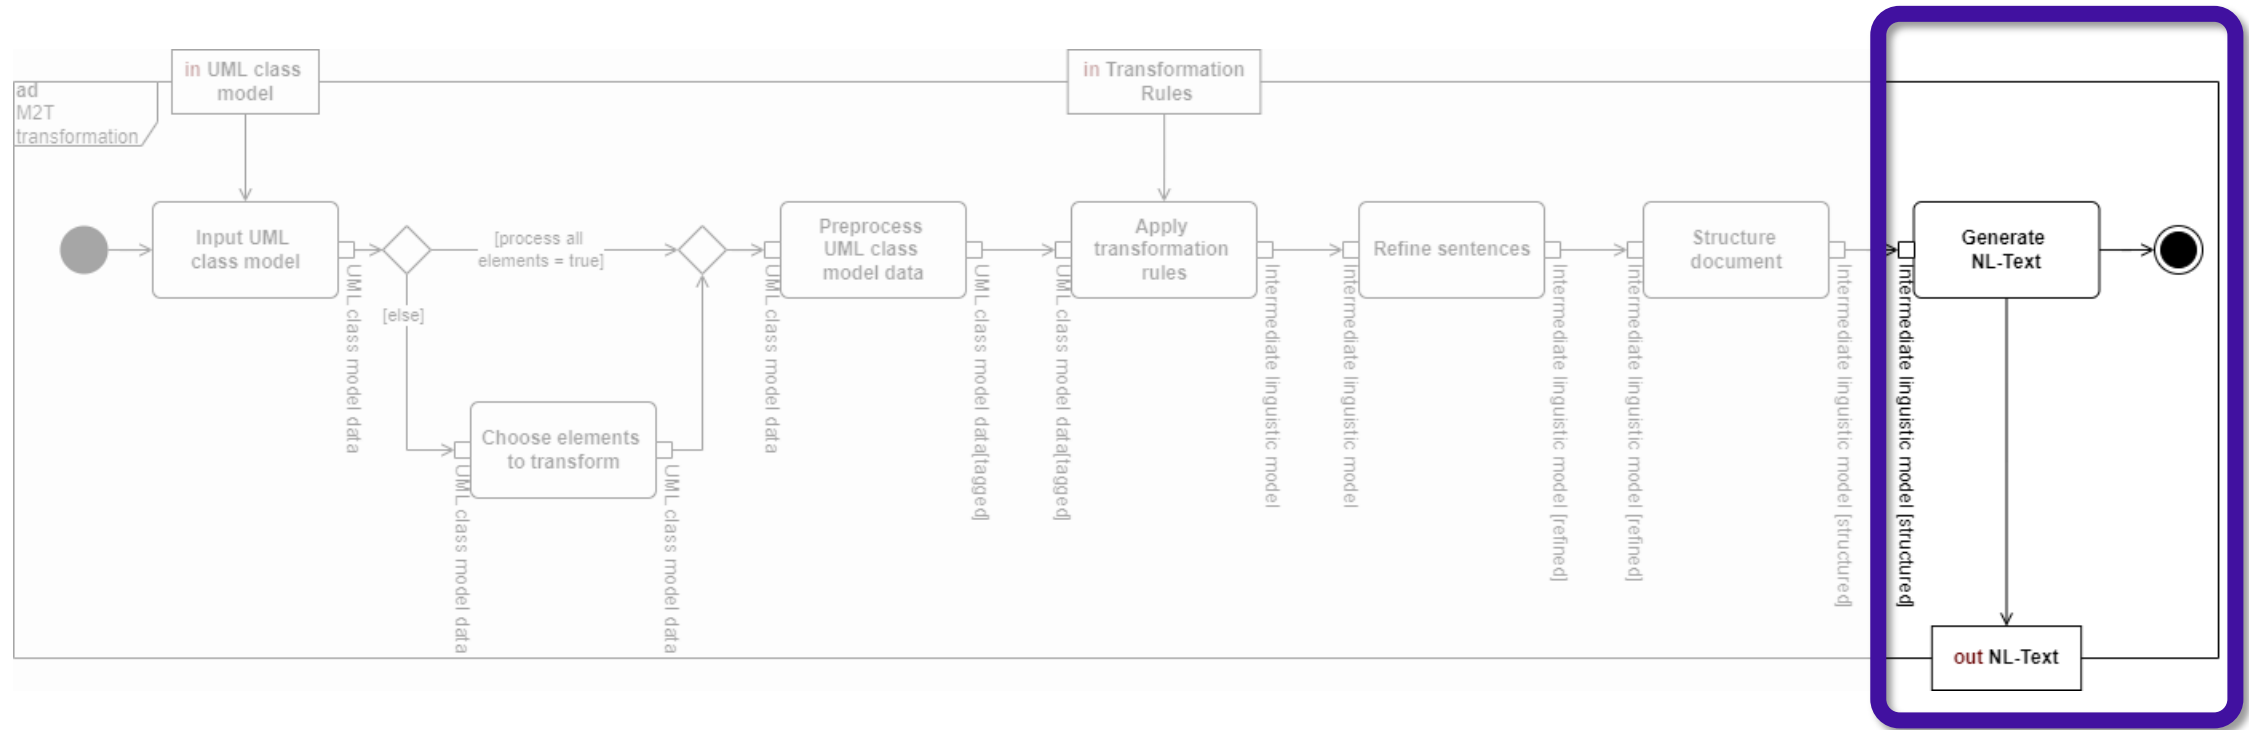 in UML class
model
in Transformation
Rules
ad
M2T
transformation
Input UML
class model
[process all
elements = true]
[else]
Preprocess
UML class
model data
Apply
transformation
rules
Refine sentences
Structure
document
Generate
NL-Text
UML class model data
Choose elements
to transform
UML class model data
UML class model data
UML class model data
UML class model data[tagged]
UML class model data[tagged]
Intermediate linguistic model
Intermediate linguistic model
Intermediate linguistic model [refined]
Intermediate linguistic model [refined]
Intermediate linguistic model [structured]
Intermediate linguistic model [structured]
out NL-Text